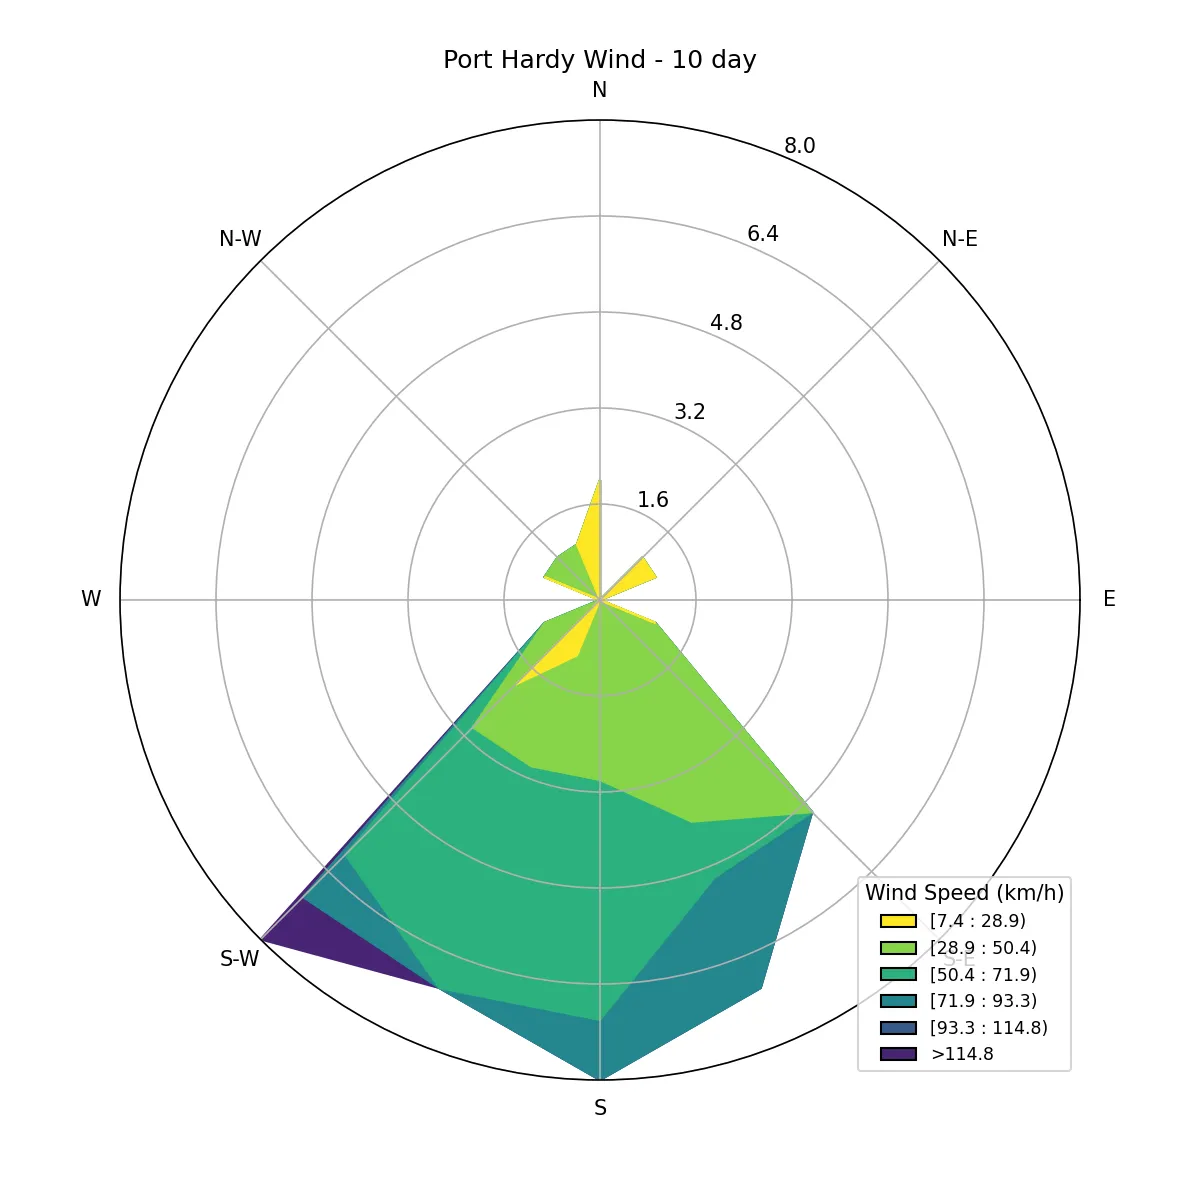 Port Hardy Wind - 10 day
N
8.0
N-W
6.4
N-E
4.8
3.2
1.6
W
E
Wind Speed (km/h)
[7.4 : 28.9)
[28.9 : 50.4)
S-W
S-E
[50.4 : 71.9)
[71.9 : 93.3)
[93.3 : 114.8)
>114.8
S